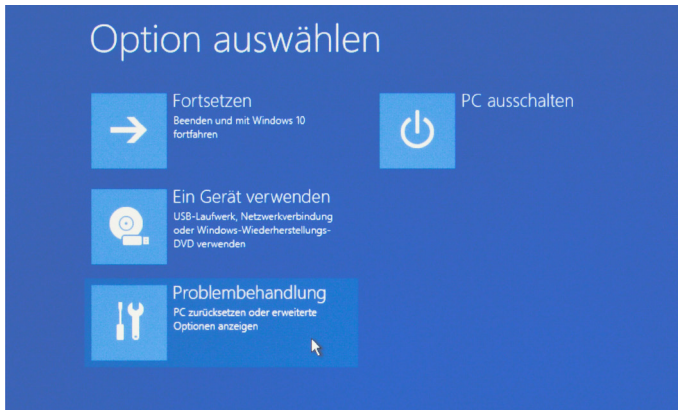 Option auswählen
Fortsetzen
Beenden und mit Windows 10
fortfahren
PC ausschalten
Ein Gerät verwenden
USB-Laufwerk, Netzwerkverbindung
oder Windows-Wiederherstellungs-
DVD verwenden
Problembehandlung
PC zurücksetzen oder erweiterte
Optionen anzeigen